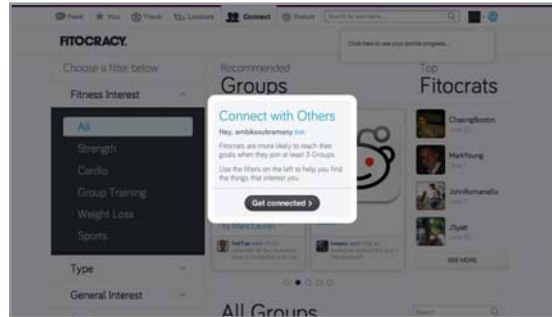 Feed You Track Leaders Connect Forum Search by username...
Click here to see your profile progress...
FITOCRACY.
Choose a filter below
Fitness Interest
All
Strength
Cardio
Group Training
Weight Loss
Sports
Type
General Interest
Recommended
Groups
Connect with Others
Hey, ambikasubramany
Fitocrats are more likely to reach their
goals when they join at least 3 Groups.
Use the filters on the left to help you find
the things that interest you.
Get connected >
by Mark Lauren
Top
Fitocrats
ChasingBoston
MarkYoung
JohnRomaniello
JSyatt
SEE MORE
All Groups
Search